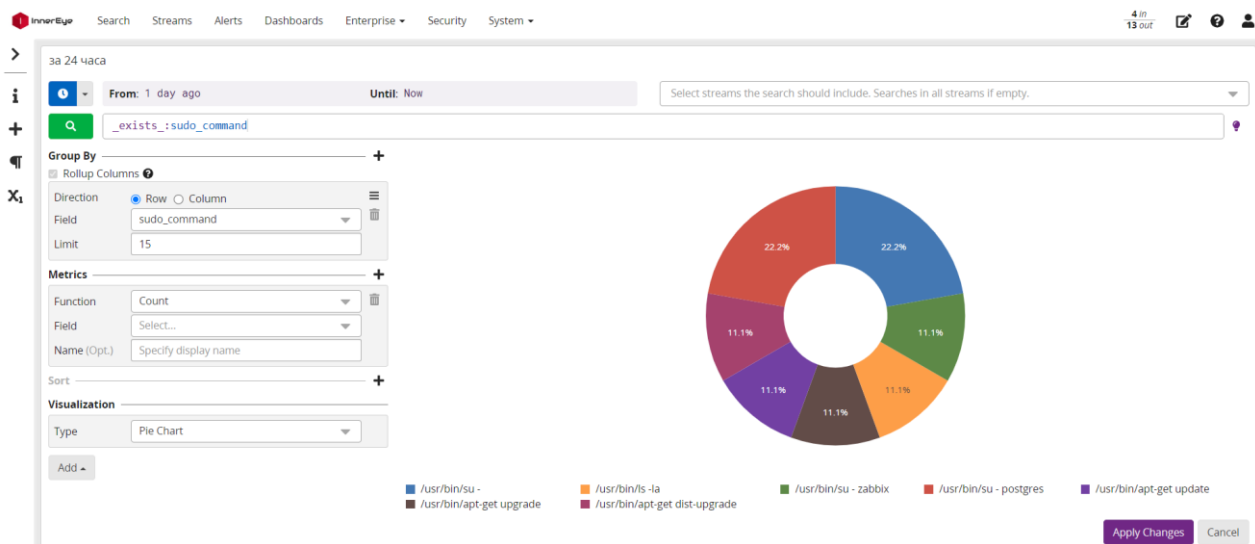 InnerEye Search Streams Alerts Dashboards Enterprise Security System 4 in
13 out
за 24 часа
From: 1 day ago Until: Now Select streams the search should include. Searches in all streams if empty.
_exists_:sudo_command
Group By
Rollup Columns
Direction Row Column
Field sudo_command
Limit 15
Metrics
Function Count
Field Select...
Name (Opt.) Specify display name
Sort
Visualization
Type Pie Chart
Add
22.2% 22.2%
11.1% 11.1%
11.1% 11.1%
11.1%
/usr/bin/su - /usr/bin/ls -la /usr/bin/su - zabbix /usr/bin/su - postgres /usr/bin/apt-get update
/usr/bin/apt-get upgrade /usr/bin/apt-get dist-upgrade
Apply Changes Cancel